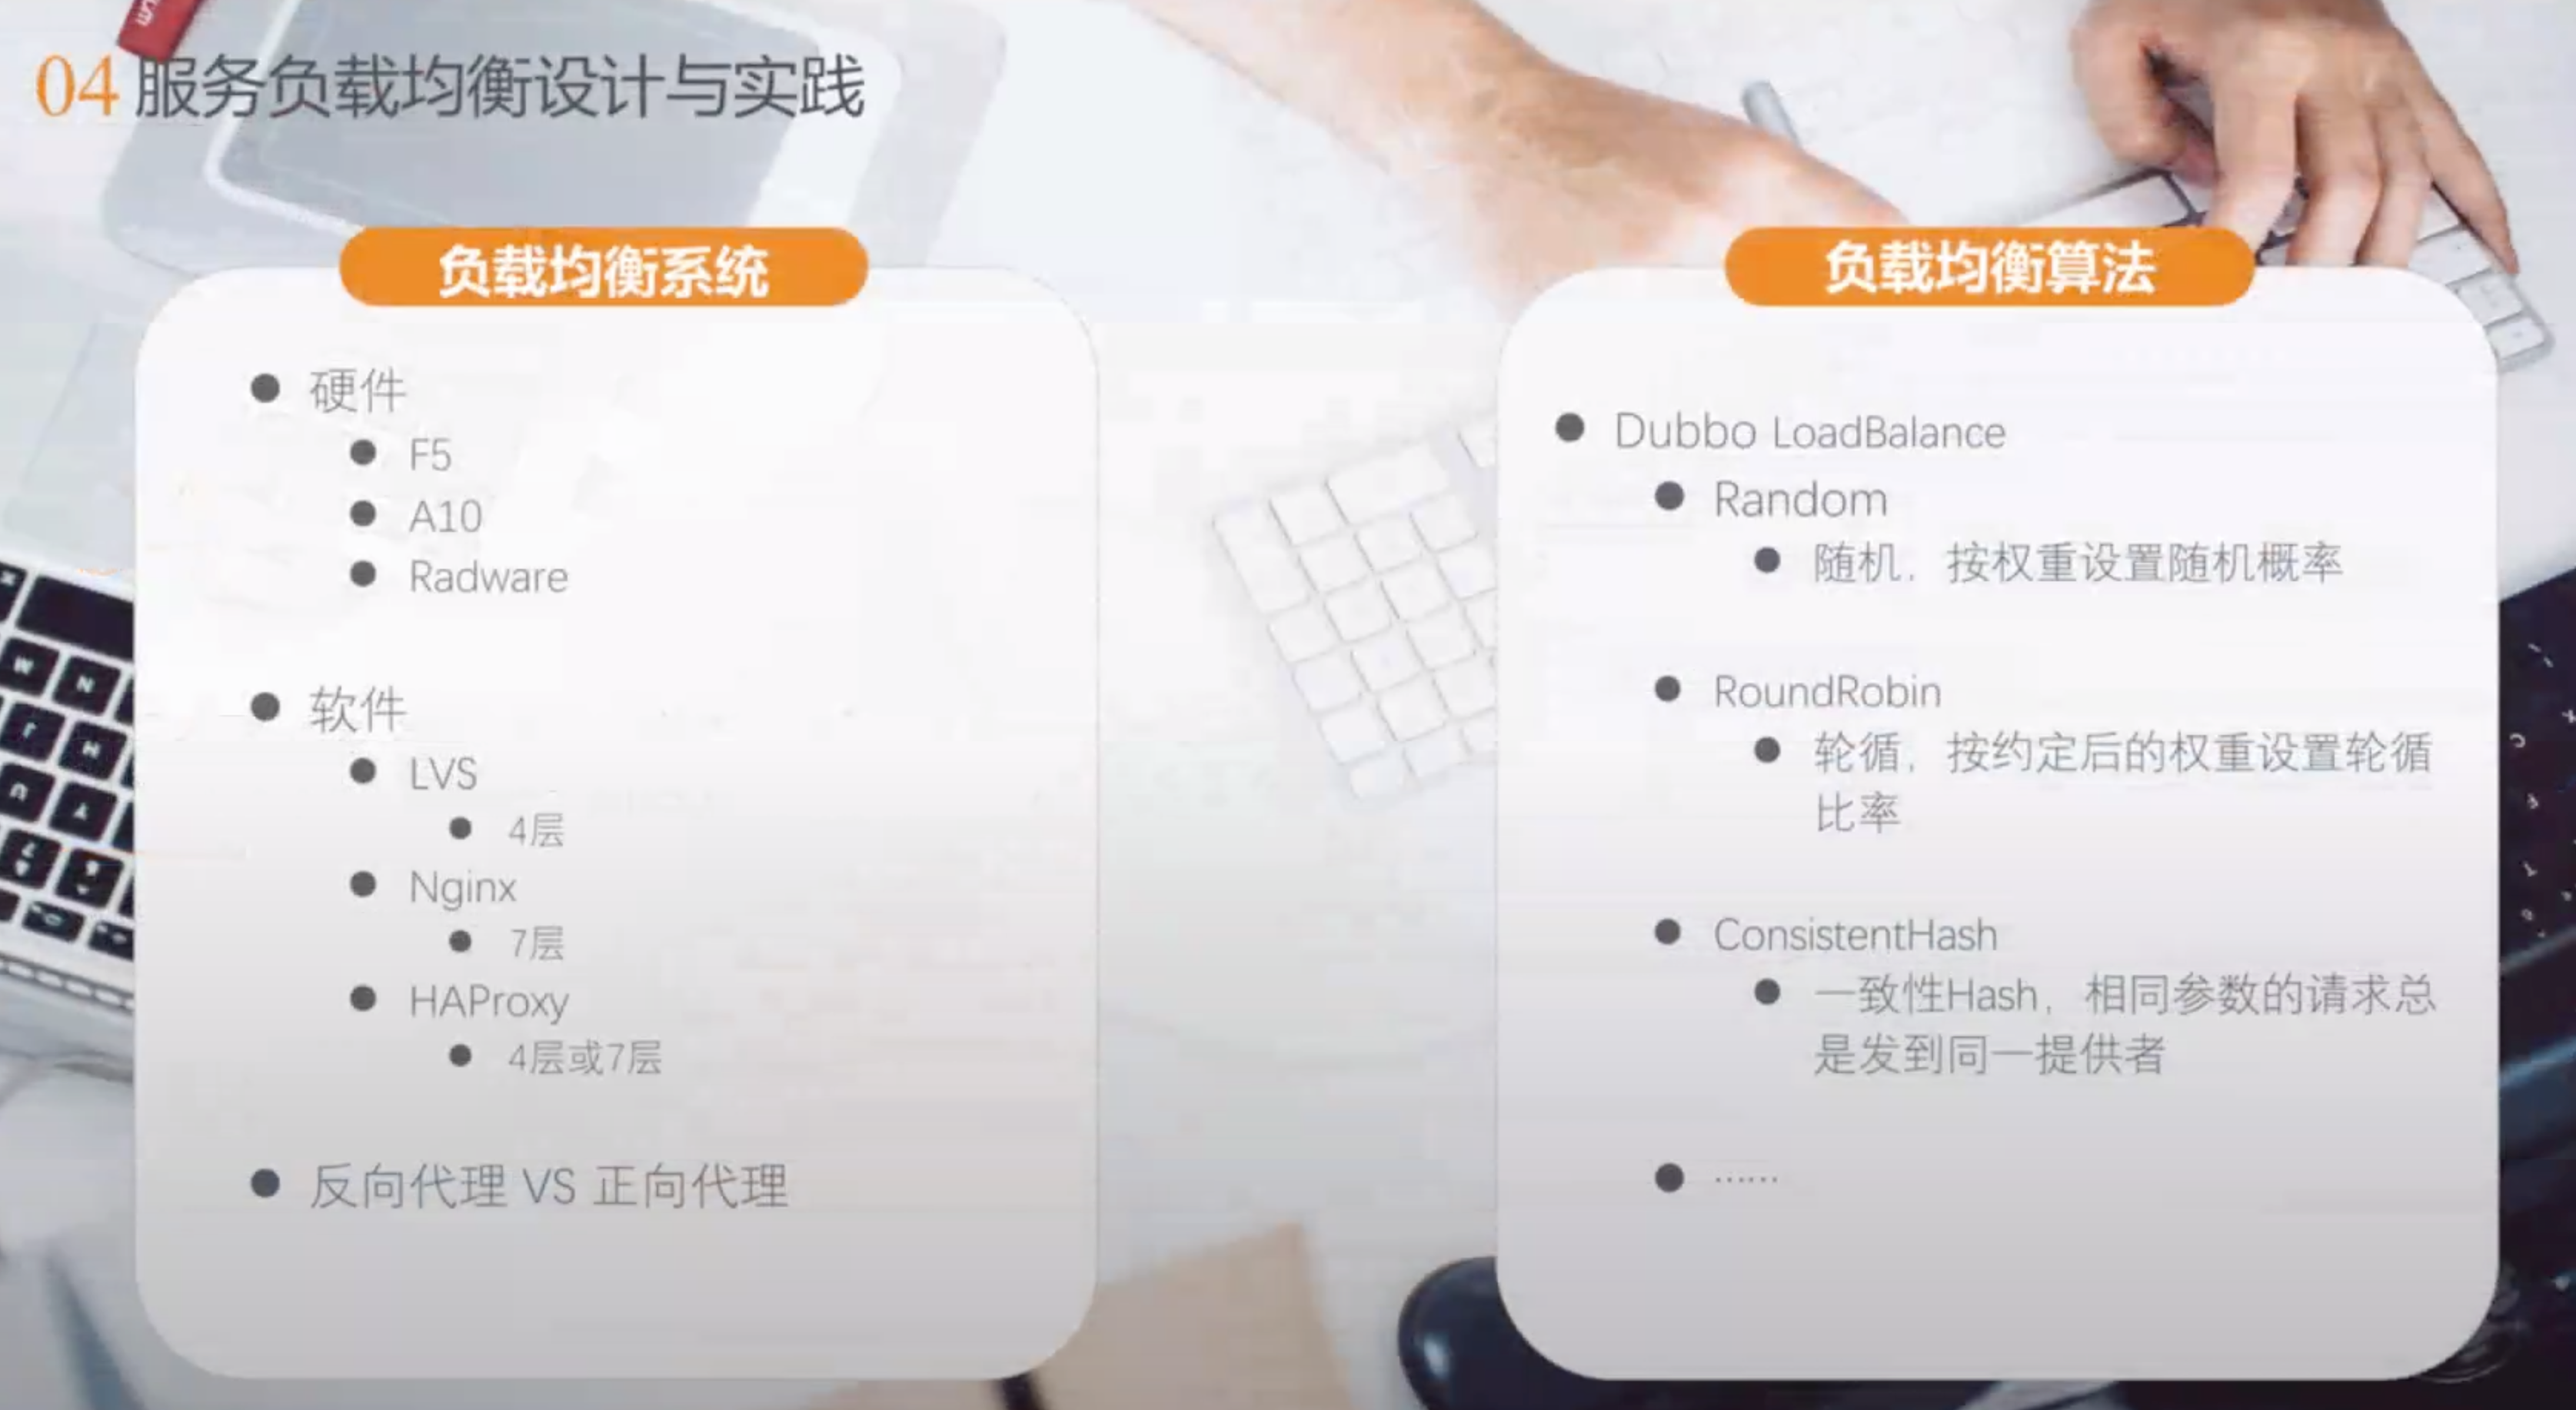 04 服务负载均衡设计与实践
负载均衡系统
硬件
F5
A10
Radware
软件
LVS
4层
Nginx
7层
HAProxy
4层或7层
反向代理 VS 正向代理
负载均衡算法
Dubbo LoadBalance
Random
随机，按权重设置随机概率
RoundRobin
轮循，按约定后的权重设置轮循
比率
ConsistentHash
一致性Hash，相同参数的请求总
是发到同一提供者
……